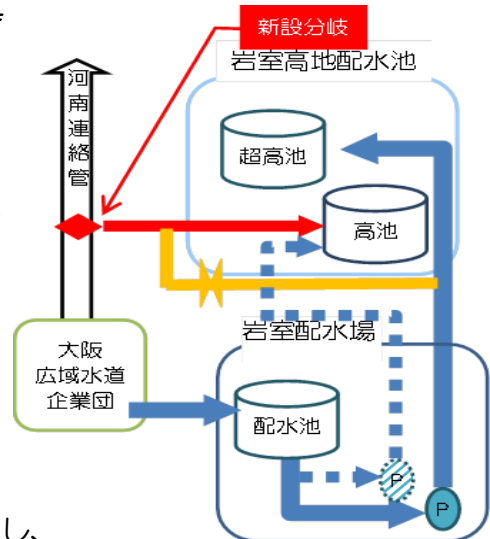 新設分岐
岩室高地配水池
河南連絡管
超高池
高池
岩室配水場
大阪
広域水道
企業団
配水池
P
P
し、